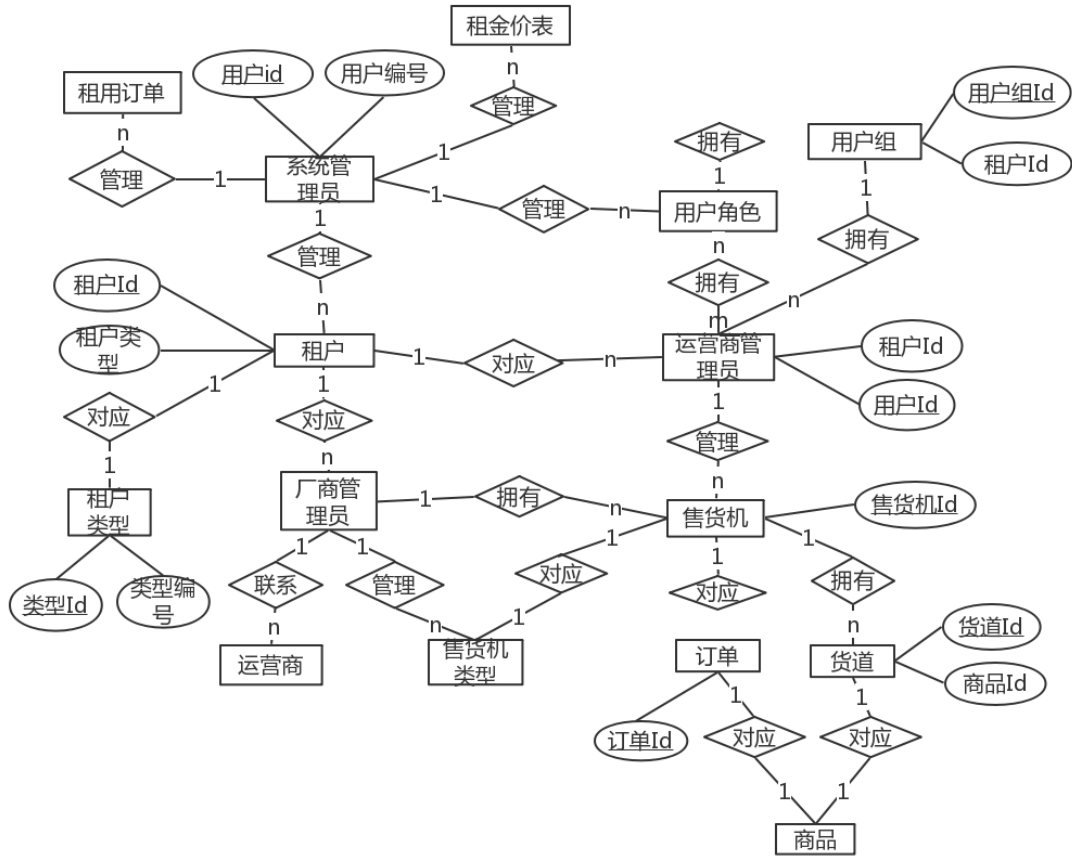 租金价表
用户id
用户编号
租用订单
n
n
管理
用户组Id
用户组
拥有
租户Id
1
管理
1
系统管
理员
1
1
管理
n
用户角色
1
1
管理
n
拥有
租户Id
拥有
n
n
m
租户类
型
租户
1
对应
n
运营商管
理员
租户Id
1
1
1
用户Id
对应
对应
管理
1
n
n
租户
类型
厂商管
理员
1
拥有
n
售货机
售货机Id
1
1
1
1
联系
管理
对应
1
对应
拥有
类型Id
类型编
号
n
n
1
n
货道Id
运营商
售货机
类型
订单
货道
商品Id
1
1
订单Id
对应
对应
1
1
商品